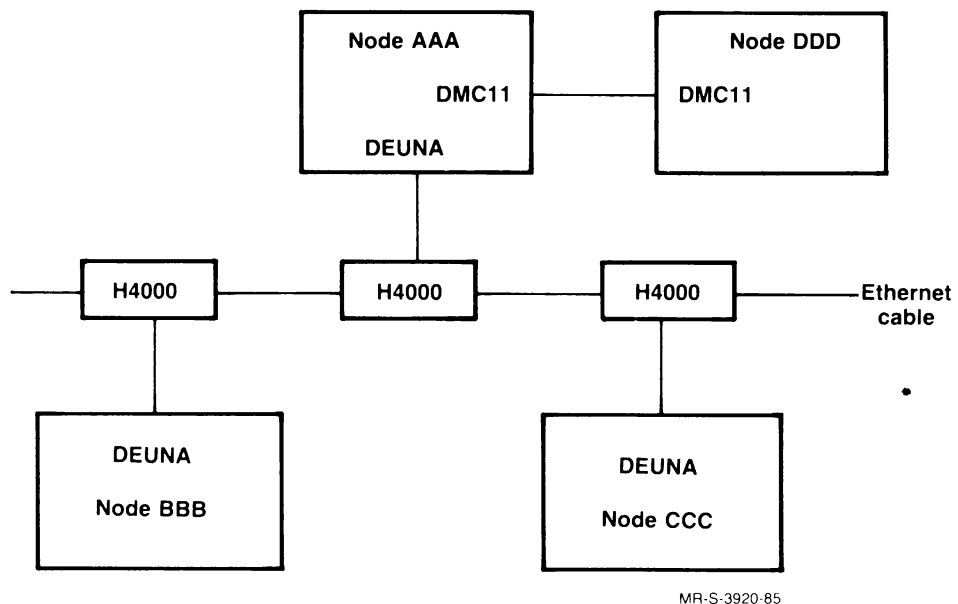 Node AAA
Node DDD
DMC11
DMC11
DEUNA
H4000
H4000
H4000
Ethernet
cable
DEUNA
Node BBB
DEUNA
Node CCC
MR-S-3920-85